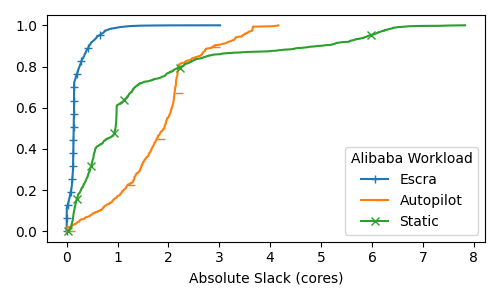 1.0
0.8
0.6
0.4
0.2
0.0
Alibaba Workload
Escra
Autopilot
Static
0 1 2 3 4 5 6 7 8
Absolute Slack (cores)